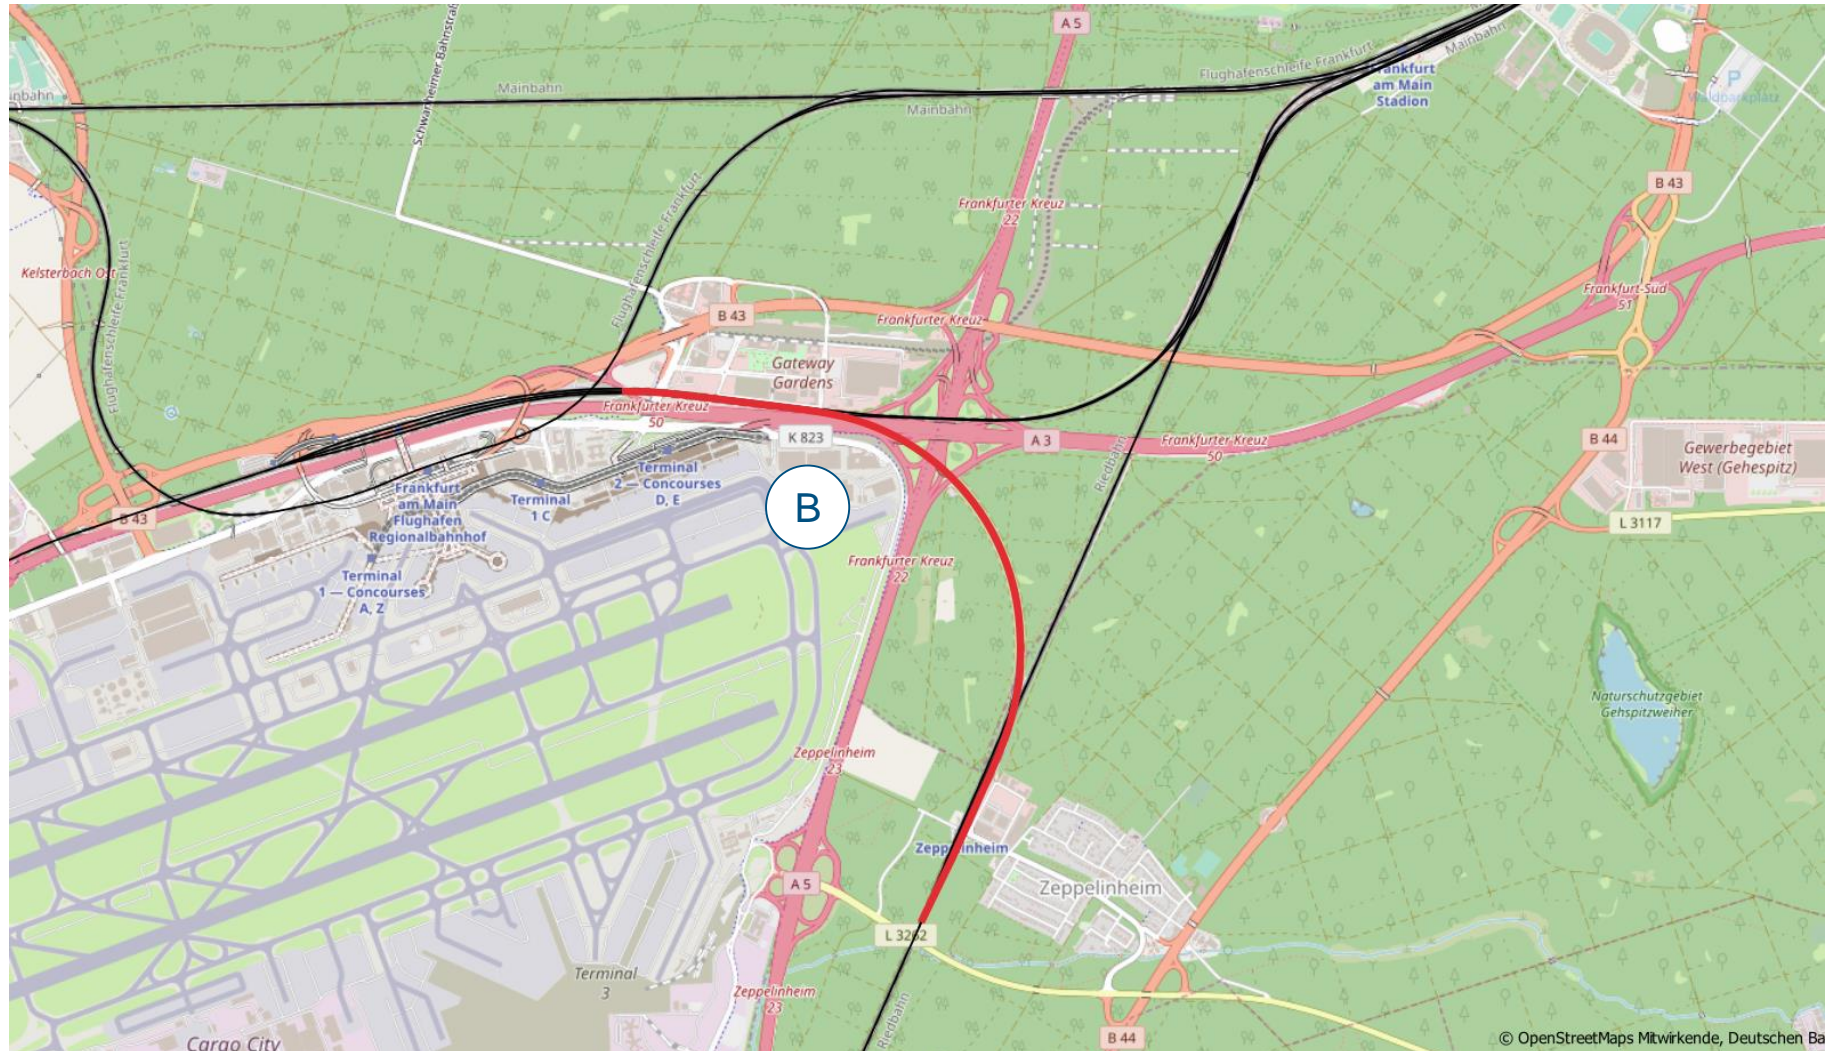 A 5
Mainbahn
Flughafenschleife Frankfurt
Mainbahn
Frankfurt
am Main
Stadion
P
Waldparkplatz
nbahn
Mainbahn
Schwanheimer Bahnstraß
B 43
Frankfurter Kreuz
22
Flughafenschleife Frankfurt
Kelsterbach Ost
Flughafenschleife Frankfurt
Frankfurt-Süd
51
B 43
Frankfurter Kreuz
Gateway
Gardens
Frankfurter Kreuz
50
K 823
A 3
Frankfurter Kreuz
50
Riedbahn
B 44
Gewerbegebiet
West (Gehespitz)
L 3117
Terminal
2 — Concourses
D, E
Terminal
1 C
Frankfurt
am Main
Flughafen
Regionalbahnhof
B 43
B
Frankfurter Kreuz
22
Terminal
1 — Concourses
A, Z
Naturschutzgebiet
Gehspitzweiher
Zeppelinheim
23
Zeppelinheim
Zeppelinheim
A 5
L 3262
Terminal
3
Zeppelinheim
23
Riedbahn
B 44
Cargo City
© OpenStreetMaps Mitwirkende, Deutschen Ba